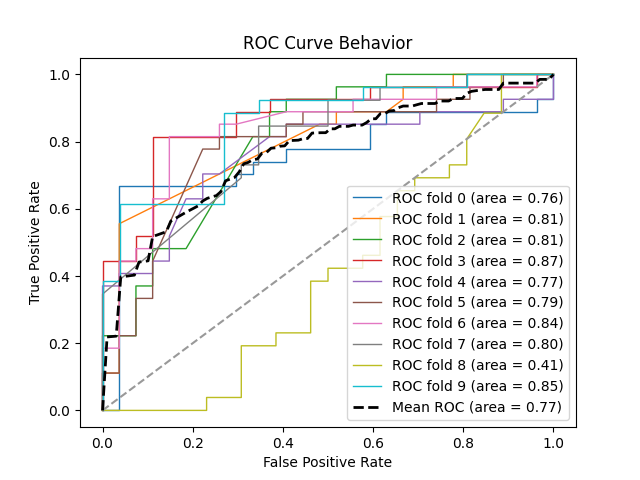 ROC Curve Behavior
True Positive Rate
1.0
0.8
0.6
0.4
0.2
0.0
ROC fold 0 (area = 0.76)
ROC fold 1 (area = 0.81)
ROC fold 2 (area = 0.81)
ROC fold 3 (area = 0.87)
ROC fold 4 (area = 0.77)
ROC fold 5 (area = 0.79)
ROC fold 6 (area = 0.84)
ROC fold 7 (area = 0.80)
ROC fold 8 (area = 0.41)
ROC fold 9 (area = 0.85)
Mean ROC (area = 0.77)
0.0 0.2 0.4 0.6 0.8 1.0
False Positive Rate